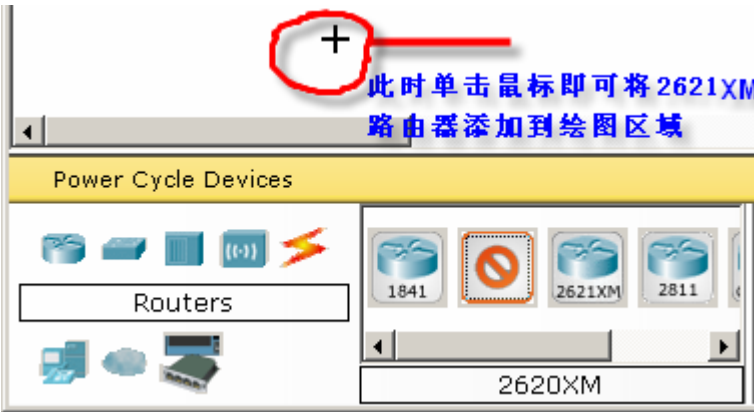 此时单击鼠标即可将2621XM
路由器添加到绘图区域
Power Cycle Devices
Routers
1841
2621XM
2811
2620XM